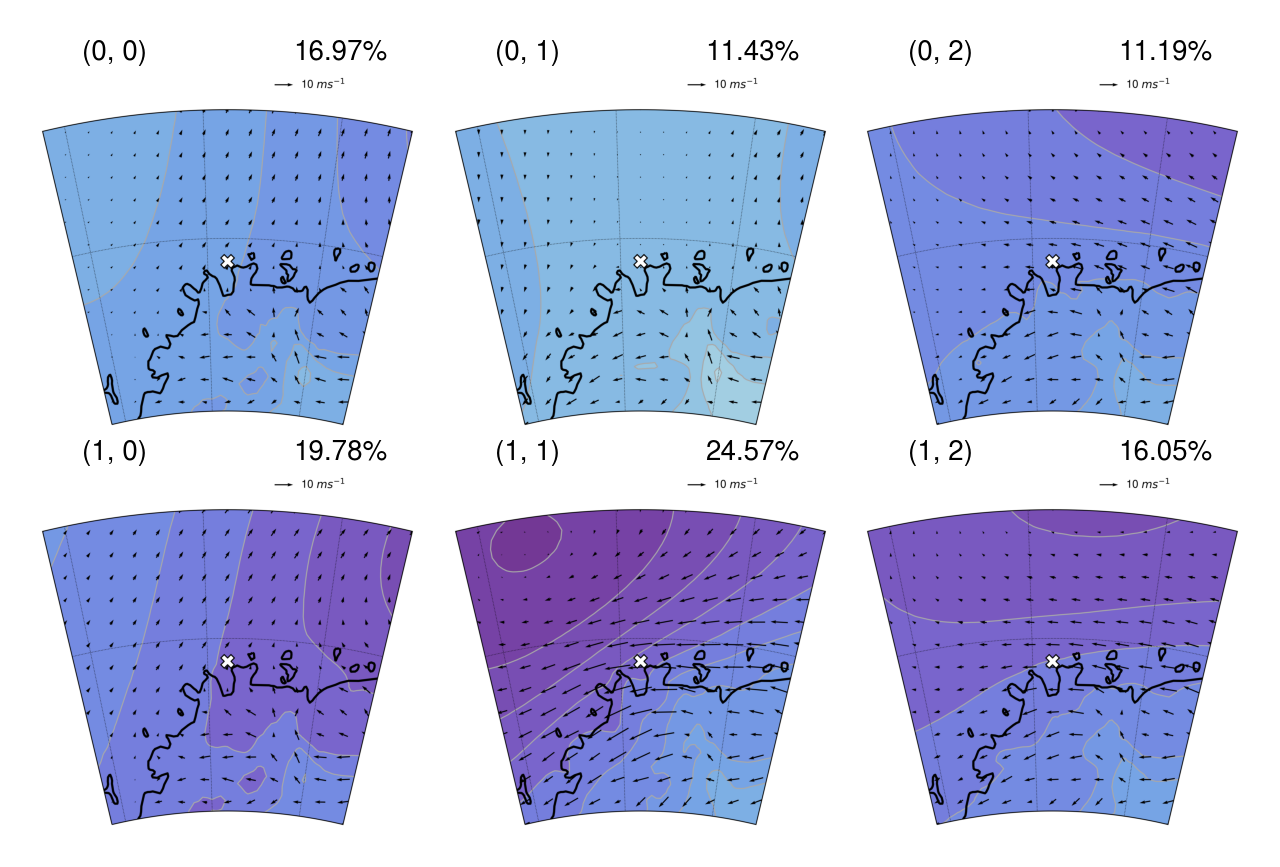 (0, 0) 16.97%
10 ms⁻¹
(0, 1) 11.43%
10 ms⁻¹
(0, 2) 11.19%
10 ms⁻¹
(1, 0) 19.78%
10 ms⁻¹
(1, 1) 24.57%
10 ms⁻¹
(1, 2) 16.05%
10 ms⁻¹